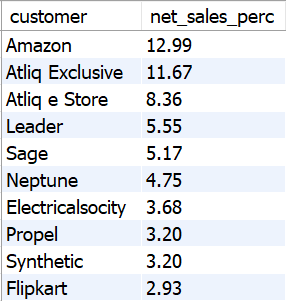 customer net_sales_perc
Amazon 12.99
Atliq Exclusive 11.67
Atliq e Store 8.36
Leader 5.55
Sage 5.17
Neptune 4.75
Electricalsocity 3.68
Propel 3.20
Synthetic 3.20
Flipkart 2.93